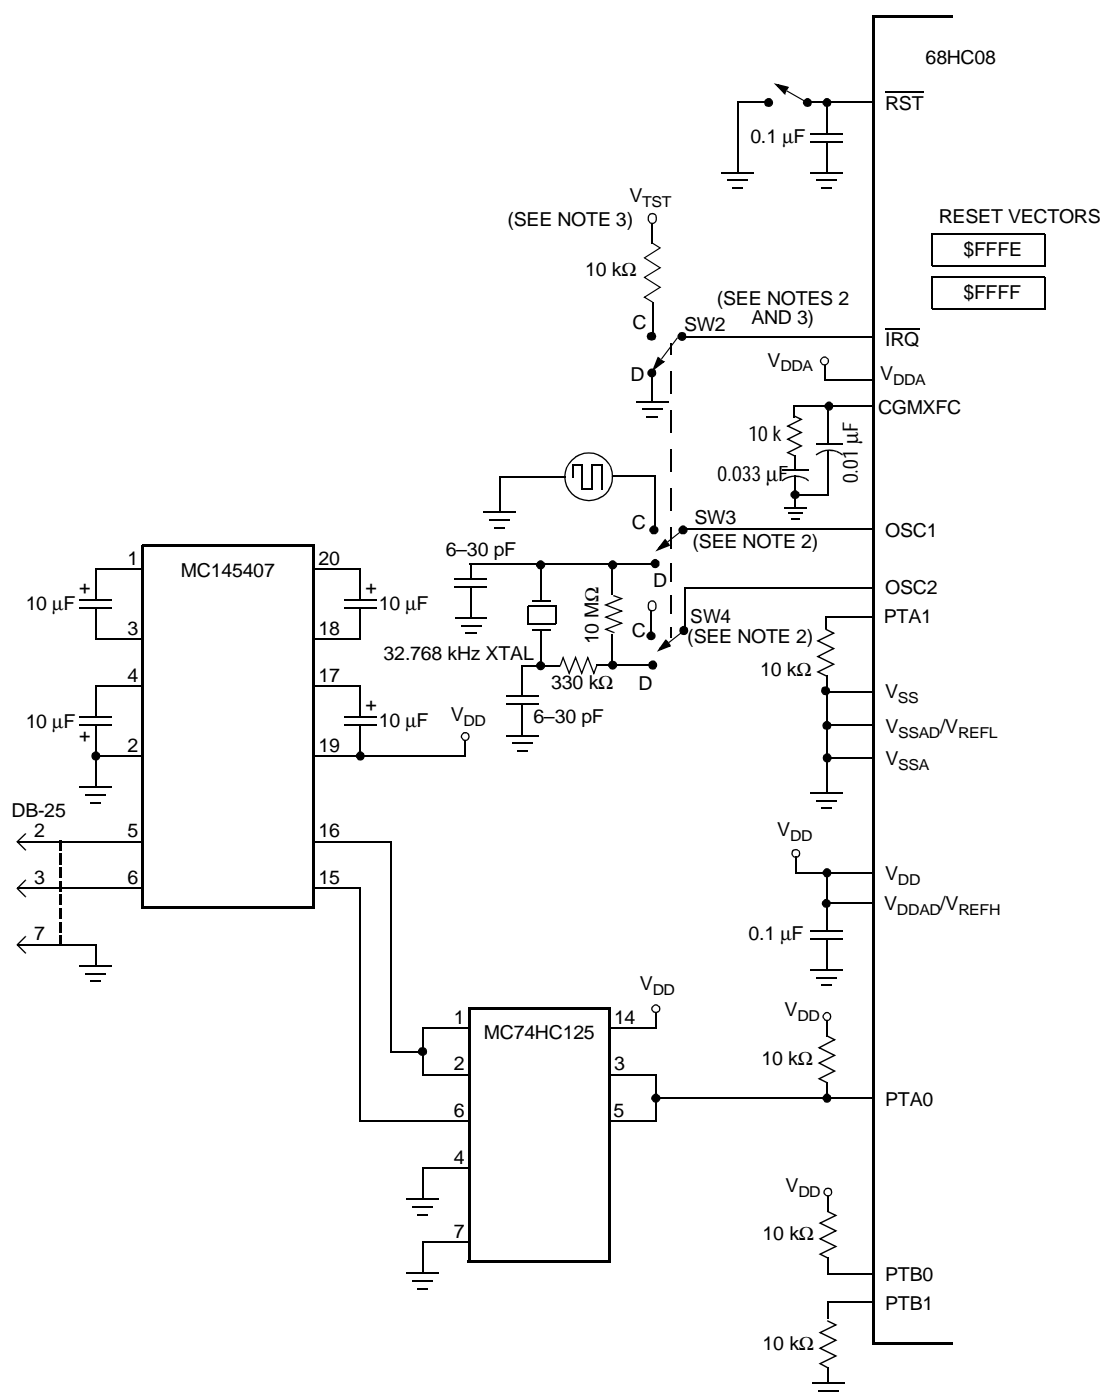 68HC08
RST
0.1 µF
VTST
(SEE NOTE 3)
10 kΩ
RESET VECTORS
$FFFE
$FFFF
(SEE NOTES 2
AND 3)
C
SW2
IRQ
D
VDDA
VDDA
CGMXFC
10 k
0.033 µF
0.01 µF
C
SW3
OSC1
(SEE NOTE 2)
6–30 pF
D
OSC2
10 MΩ
C
SW4
(SEE NOTE 2)
PTA1
10 kΩ
32.768 kHz XTAL
330 kΩ
D
6–30 pF
VSS
VSSAD/VREFL
VSSA
MC145407
1
20
10 µF
+
+
10 µF
3
18
4
17
10 µF
+
+
10 µF
VDD
2
19
DB-25
2
5
16
3
6
15
7
VDD
VDD
VDDAD/VREFH
0.1 µF
MC74HC125
VDD
1
14
2
3
6
5
4
7
VDD
10 kΩ
PTA0
VDD
10 kΩ
PTB0
PTB1
10 kΩ